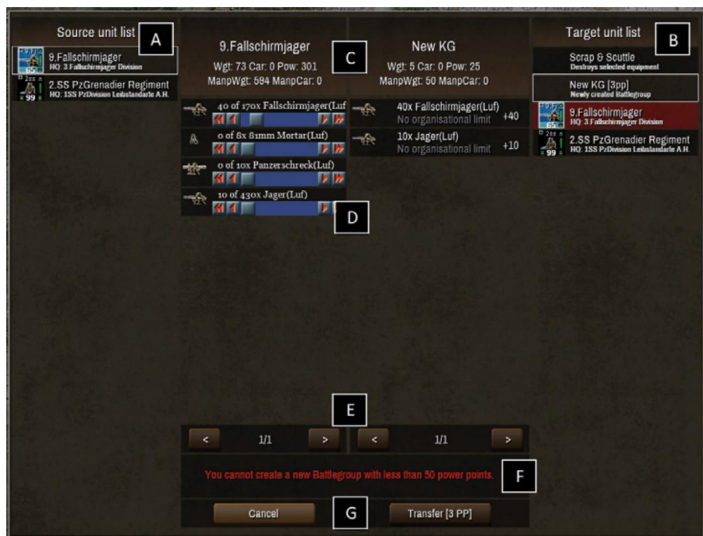 Source unit list
A
9.Fallschirmjager
HQ: 3 Fallschirmjager Division
2.SS PzGrenadier Regiment
HQ: 1SS PzDivision Leibstandarte A.H.
99
9.Fallschirmjager
Wgt: 73 Car: 0 Pow: 301
ManpWgt: 594 ManpCar: 0
C
New KG
Wgt: 5 Car: 0 Pow: 25
ManpWgt: 50 ManpCar: 0
40 of 170x Fallschirmjager(Luf
0 of 8x 81mm Mortar(Luf)
0 of 10x Panzerschreck(Luf)
10 of 430x Jager(Luf)
D
40x Fallschirmjager(Luf)
No organisational limit +40
10x Jager(Luf)
No organisational limit +10
Target unit list
B
Scrap & Scuttle
Destroys selected equipment
New KG [3pp]
Newly created Battlegroup
9.Fallschirmjager
HQ: 3 Fallschirmjager Division
2.SS PzGrenadier Regiment
HQ: 1SS PzDivision Leibstandarte A.H.
99
E
< 1/1 > < 1/1 >
You cannot create a new Battlegroup with less than 50 power points.
F
Cancel
G
Transfer [3 PP]